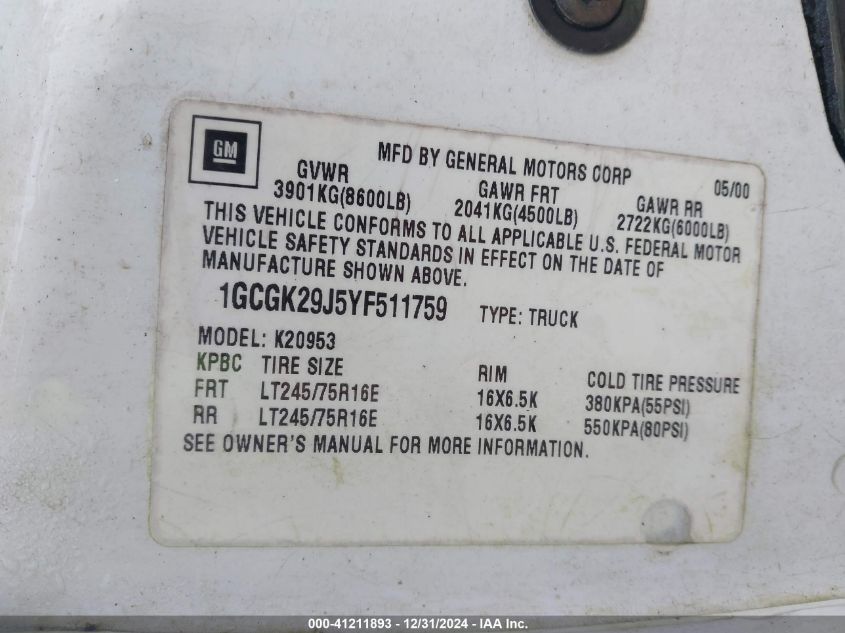 GM
MFD BY GENERAL MOTORS CORP 05/00
GVWR GAWR FRT GAWR RR
3901KG(8600LB) 2041KG(4500LB) 2722KG(6000LB)
THIS VEHICLE CONFORMS TO ALL APPLICABLE U.S. FEDERAL MOTOR
VEHICLE SAFETY STANDARDS IN EFFECT ON THE DATE OF
MANUFACTURE SHOWN ABOVE.
1GCGK29J5YF511759 TYPE: TRUCK
MODEL: K20953
KPBC TIRE SIZE RIM COLD TIRE PRESSURE
FRT LT245/75R16E 16X6.5K 380KPA(55PSI)
RR LT245/75R16E 16X6.5K 550KPA(80PSI)
SEE OWNER'S MANUAL FOR MORE INFORMATION.
000-41211893 - 12/31/2024 - IAA Inc.